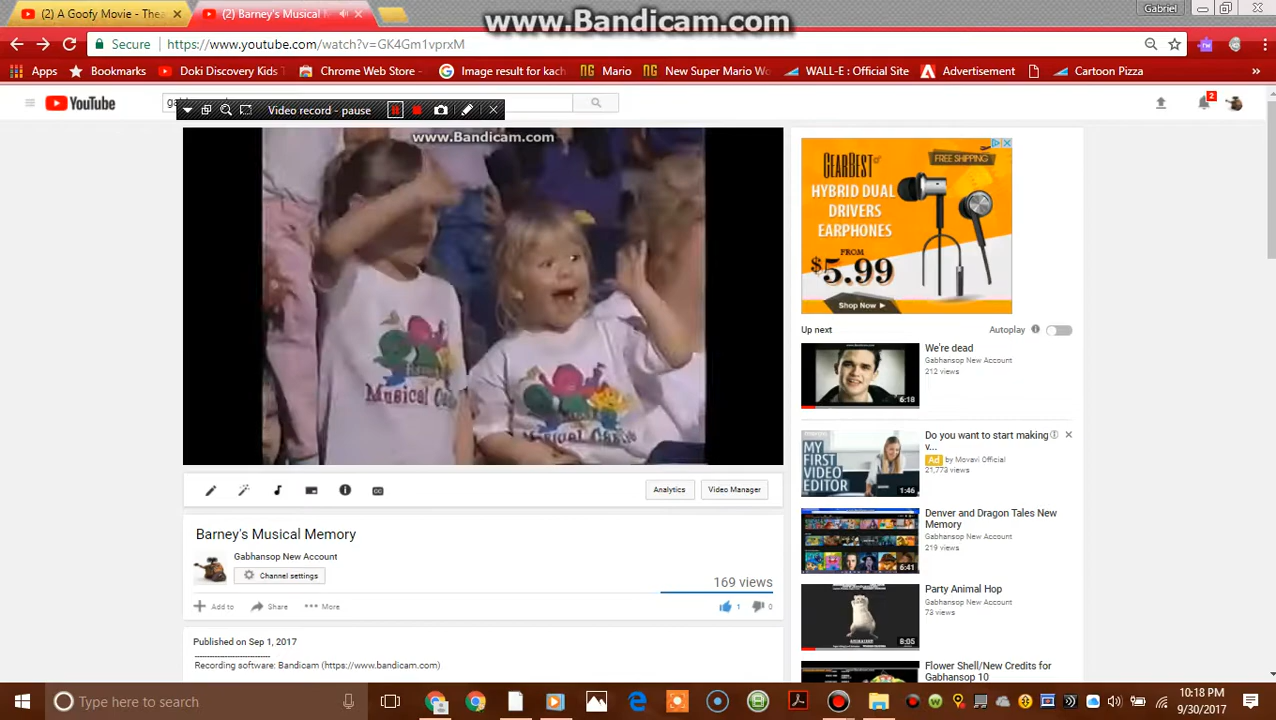 (2) A Goofy Movie - Thea
(2) Barney's Musical M
Gabriel
www.Bandicam.com
Secure
https://www.youtube.com/watch?v=GK4Gm1vprxM
Apps
Bookmarks
Doki Discovery Kids
Chrome Web Store -
Image result for kach
Mario
New Super Mario Wo
WALL-E : Official Site
Advertisement
Cartoon Pizza
»
YouTube
Video record - pause
2
www.Bandicam.com
Musical
GEARBEST
FREE SHIPPING
HYBRID DUAL
DRIVERS
EARPHONES
FROM
$5.99
Shop Now
Up next
Autoplay
We're dead
Gabhansop New Account
212 views
6:18
Do you want to start making
v...
Ad by Movavi Official
21,773 views
MY
FIRST
VIDEO
EDITOR
1:46
Denver and Dragon Tales New
Memory
Gabhansop New Account
219 views
6:41
Party Animal Hop
Gabhansop New Account
73 views
8:05
Flower Shell/New Credits for
Gabhansop 10
CC
Analytics
Video Manager
Barney's Musical Memory
Gabhansop New Account
Channel settings
169 views
Add to
Share
More
1
0
Published on Sep 1, 2017
------------------------------
Recording software: Bandicam (https://www.bandicam.com)
Type here to search
10:18 PM
9/30/2017